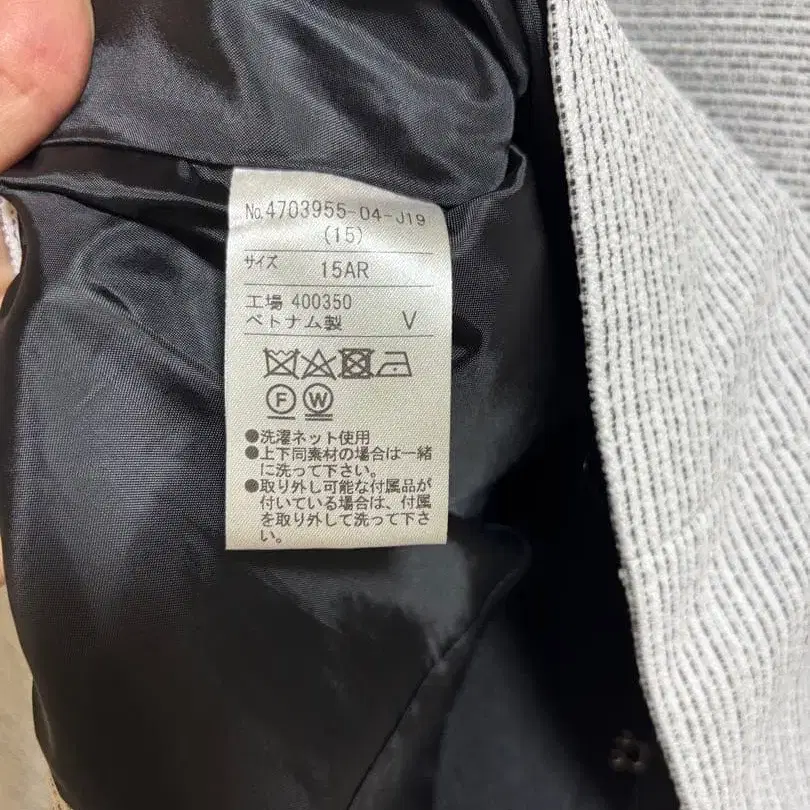 No.4703955-04-J19
(15)
サイズ 15AR
工場 400350
ベトナム製 V
F W
●洗濯ネット使用
●上下同素材の場合は一緒
に洗って下さい。
●取り外し可能な付属品が
付いている場合は、付属
を取り外して洗って下さ
い。